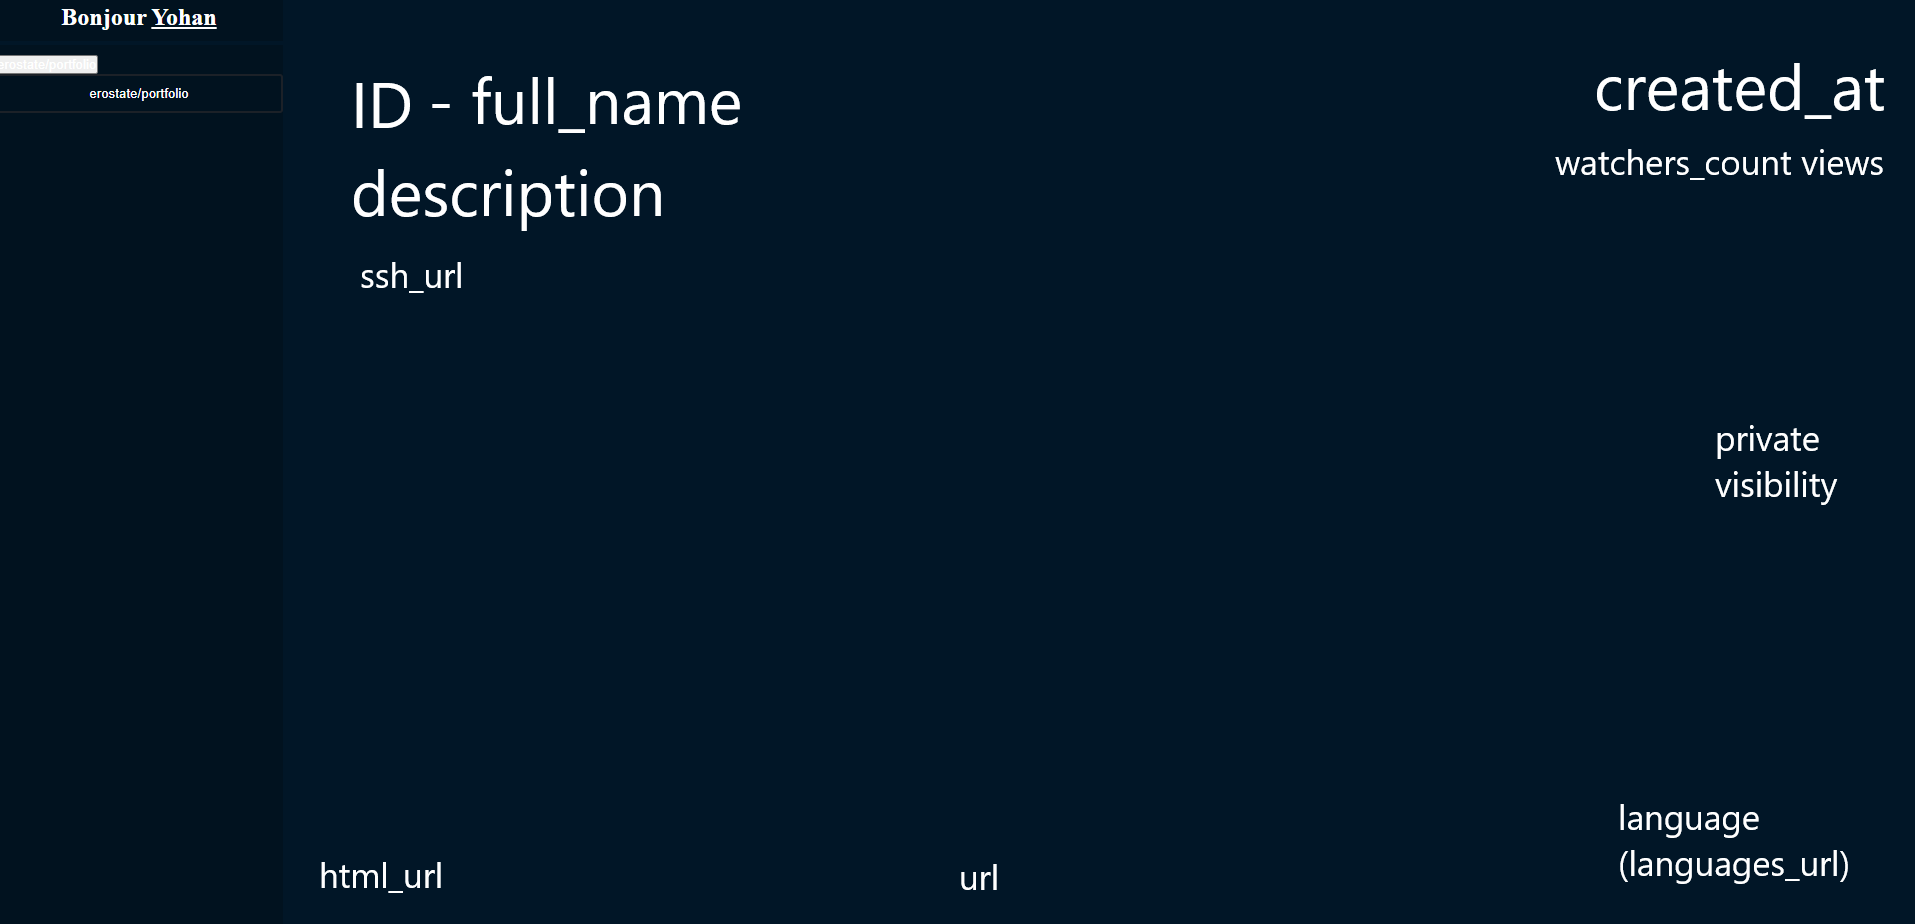 Bonjour Yohan
erostate/portfolio
erostate/portfolio
ID - full_name
description
ssh_url
created_at
watchers_count views
private
visibility
language
(languages_url)
html_url
url